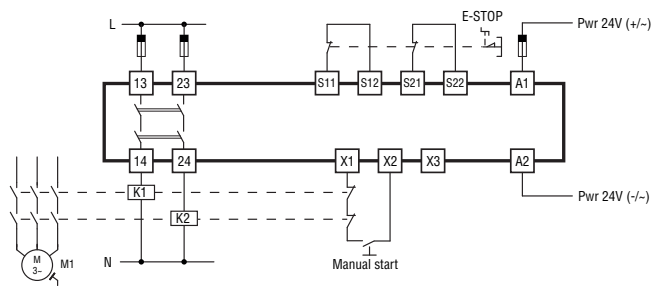 L
E-STOP
Pwr 24V (+/~)
13 23 S11 S12 S21 S22 A1
14 24 X1 X2 X3 A2
K1
Pwr 24V (-/~)
K2
M
3~
M1
N
Manual start